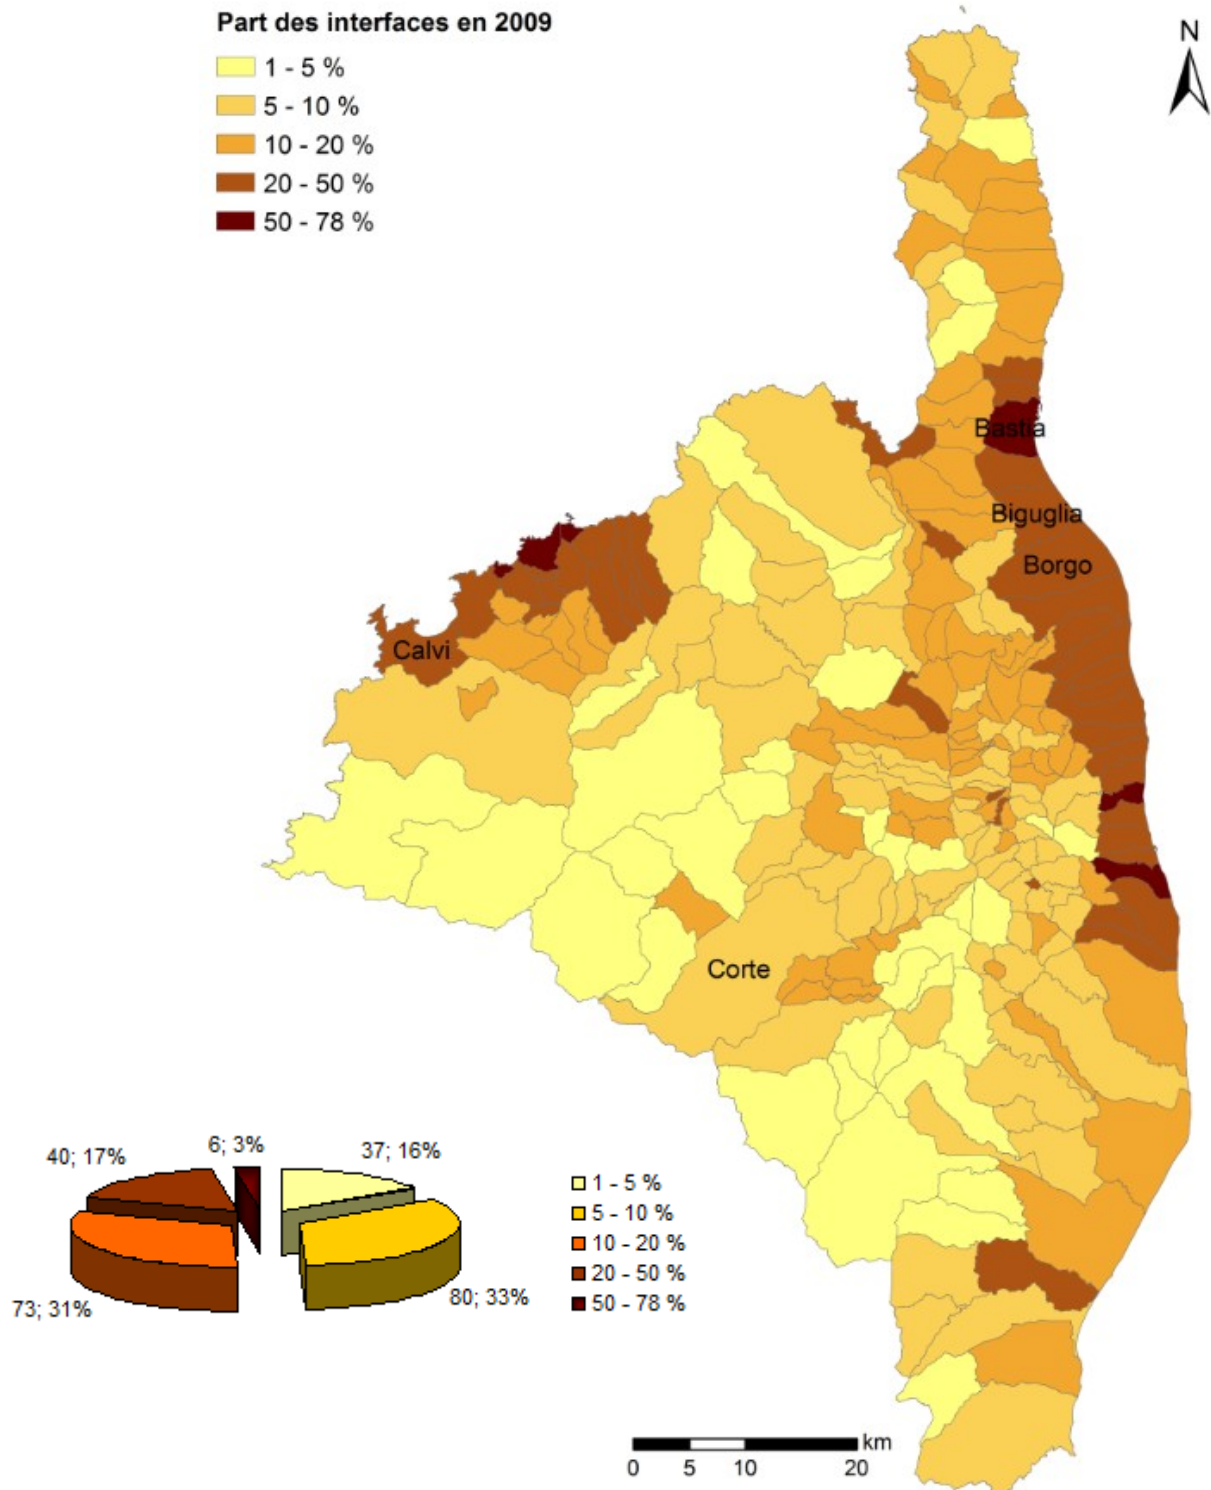 Part des interfaces en 2009
1 - 5 %
5 - 10 %
10 - 20 %
20 - 50 %
50 - 78 %
N
Bastia
Biguglia
Borgo
Calvi
Corte
6; 3%
40; 17%
37; 16%
73; 31%
80; 33%
1 - 5 %
5 - 10 %
10 - 20 %
20 - 50 %
50 - 78 %
km
0 5 10 20